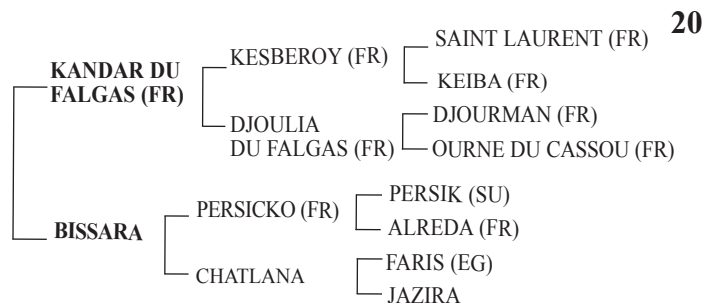 20
SAINT LAURENT (FR)
KESBEROY (FR)
KANDAR DU
FALGAS (FR)
KEIBA (FR)
DJOURMAN (FR)
DJOULIA
DU FALGAS (FR)
OURNE DU CASSOU (FR)
PERSIK (SU)
PERSICKO (FR)
ALREDA (FR)
BISSARA
FARIS (EG)
CHATLANA
JAZIRA